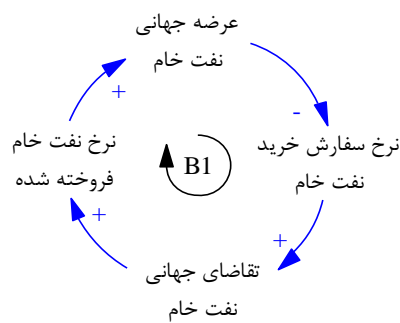 عرضه جهانی
نفت خام
+
-
نرخ نفت خام
فروخته شده
B1
نرخ سفارش خرید
نفت خام
+
+
تقاضای جهانی
نفت خام